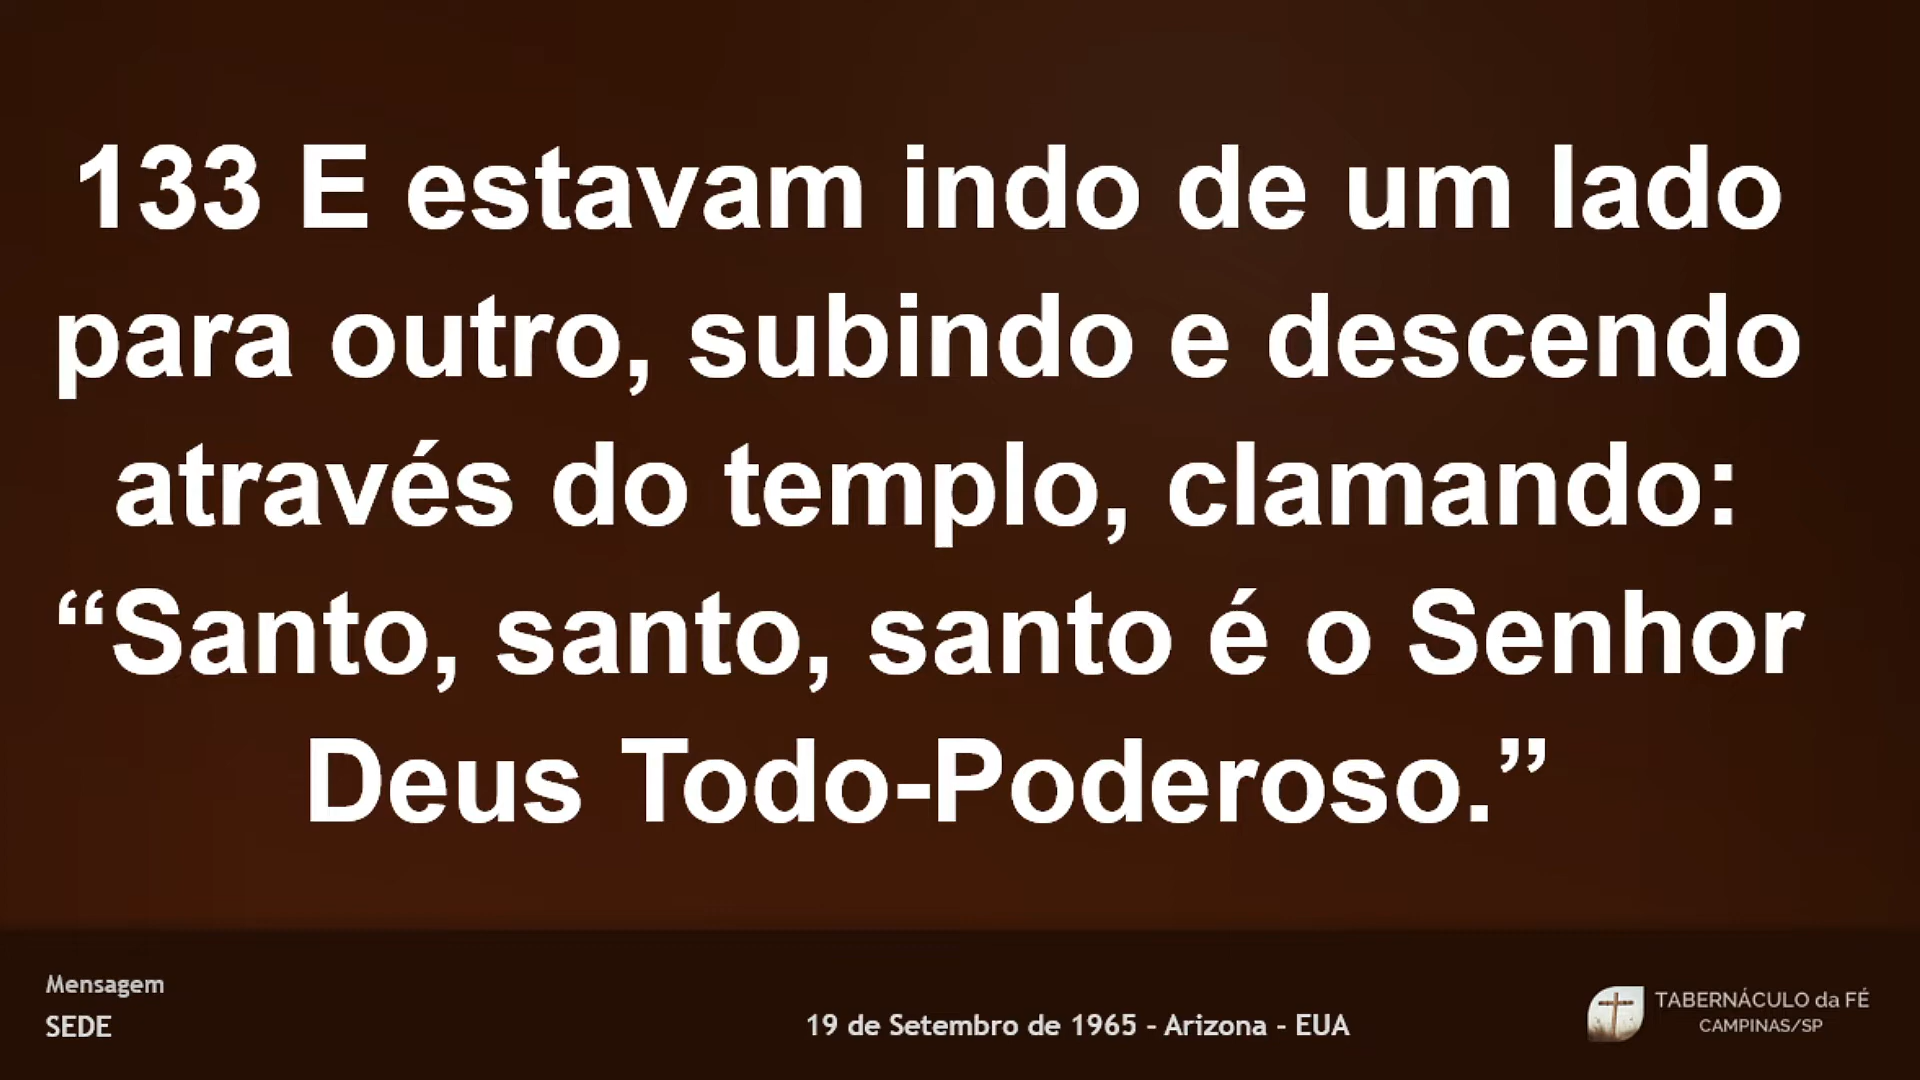 133 E estavam indo de um lado
para outro, subindo e descendo
através do templo, clamando:
“Santo, santo, santo é o Senhor
Deus Todo-Poderoso.”
Mensagem
SEDE
19 de Setembro de 1965 - Arizona - EUA
TABERNÁCULO da FÉ
CAMPINAS/SP